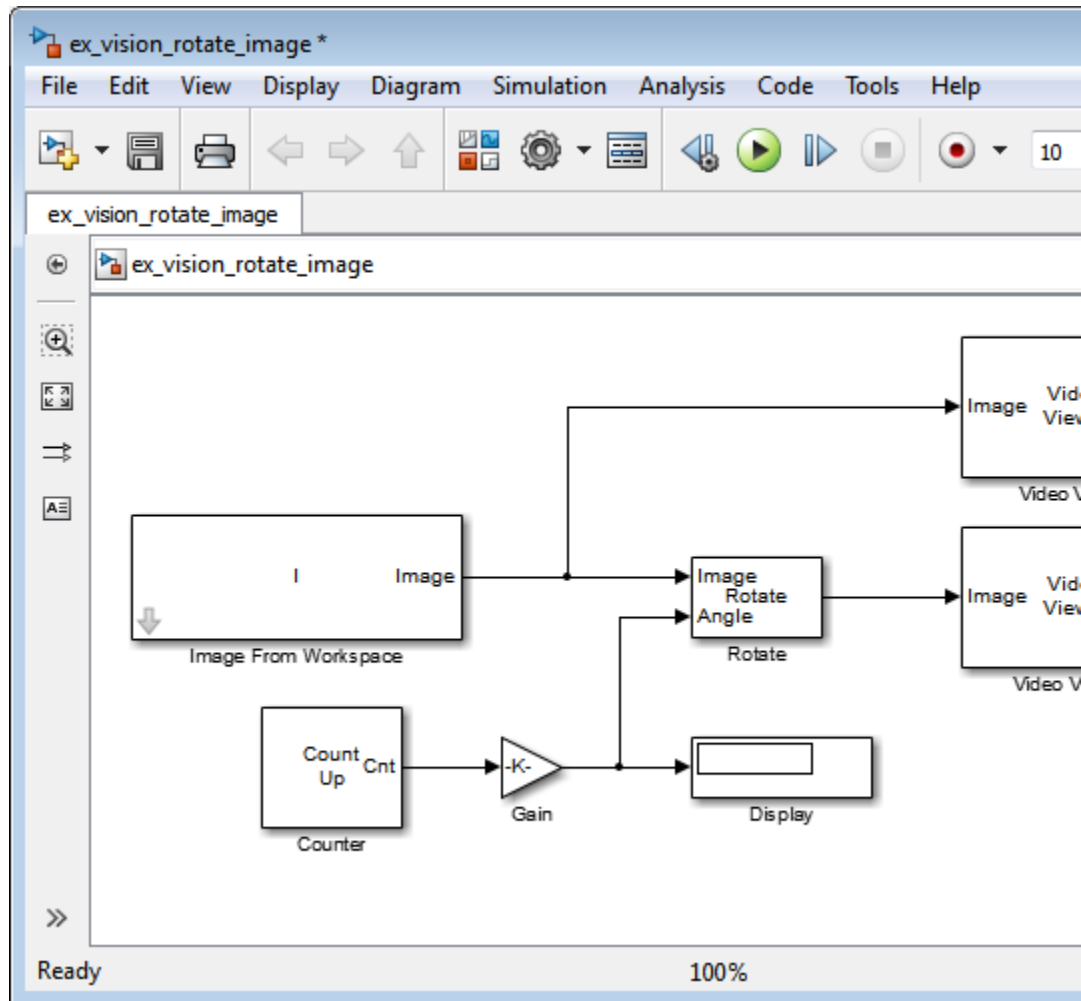 ex_vision_rotate_image *
File Edit View Display Diagram Simulation Analysis Code Tools Help
10
ex_vision_rotate_image
ex_vision_rotate_image
Image
I
Image
Image From Workspace
Image
Rotate
Angle
Rotate
Image
Count
Up
Cnt
Counter
-K-
Gain
Display
Video
Ready
100%